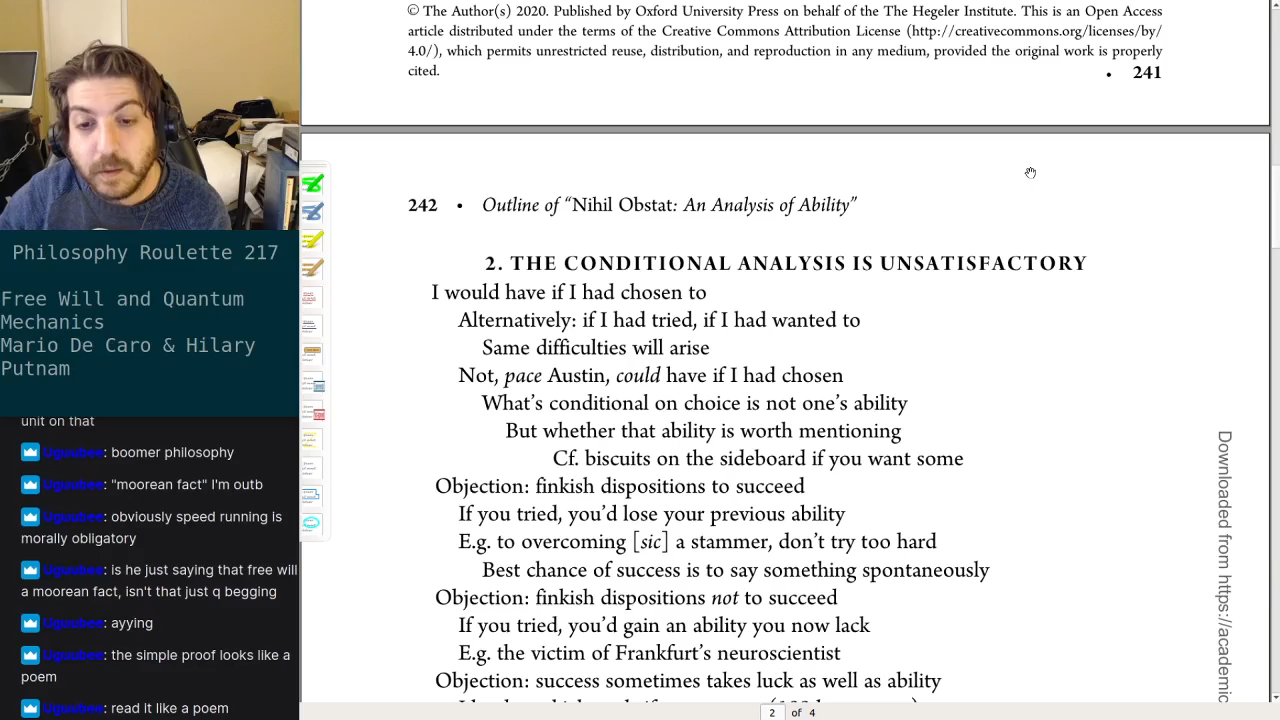 © The Author(s) 2020. Published by Oxford University Press on behalf of the The Hegeler Institute. This is an Open Access
article distributed under the terms of the Creative Commons Attribution License (http://creativecommons.org/licenses/by/
4.0/), which permits unrestricted reuse, distribution, and reproduction in any medium, provided the original work is properly
cited.
• 241
242 • Outline of “Nihil Obstat: An Analysis of Ability”
2. THE CONDITIONAL ANALYSIS IS UNSATISFACTORY
I would have if I had chosen to
Alternatively: if I had tried, if I had wanted to
Same difficulties will arise
Not, pace Austin, could have if I had chosen
What’s conditional on choice is not one’s ability
But whether that ability is worth mentioning
Cf. biscuits on the sideboard if you want some
Objection: finkish dispositions to succeed
If you tried, you’d lose your previous ability
E.g. to overcoming [sic] a stammer, don’t try too hard
Best chance of success is to say something spontaneously
Objection: finkish dispositions not to succeed
If you tried, you’d gain an ability you now lack
E.g. the victim of Frankfurt’s neuroscientist
Objection: success sometimes takes luck as well as ability
Downloaded from https://academic
2 of 4
Philosophy Roulette 217
Free Will and Quantum
Mechanics
Mario De Caro & Hilary
Putnam
unit on that
Uguubee: boomer philosophy
Uguubee: "moorean fact" I'm outb
Uguubee: obviously speed running is
morally obligatory
Uguubee: is he just saying that free will
a moorean fact, isn't that just q begging
Uguubee: ayying
Uguubee: the simple proof looks like a
poem
Uguubee: read it like a poem